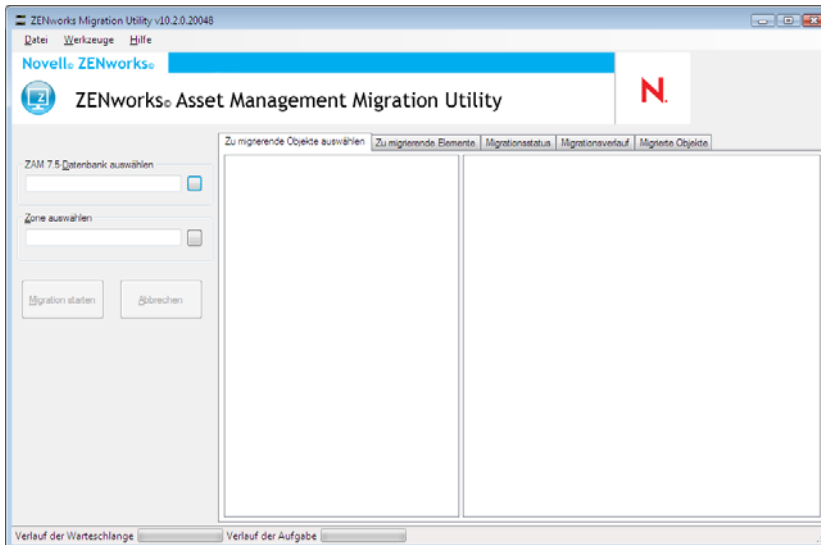 ZENworks Migration Utility v10.2.0.20048
Datei Werkzeuge Hilfe
Novell® ZENworks®
Z
ZENworks® Asset Management Migration Utility
N.
Zu migrierende Objekte auswählen Zu migrierende Elemente Migrationsstatus Migrationsverlauf Migrierte Objekte
ZAM 7.5-Datenbank auswählen
Zone auswählen
Migration starten Abbrechen
Verlauf der Warteschlange Verlauf der Aufgabe